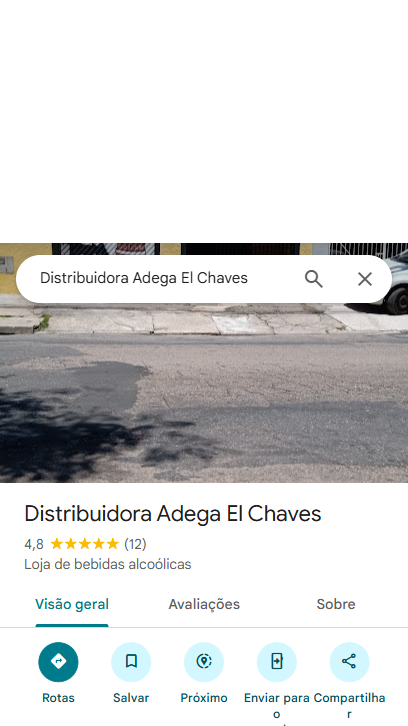 Distribuidora Adega El Chaves
Distribuidora Adega El Chaves
4,8 (12)
Loja de bebidas alcoólicas
Visão geral
Avaliações
Sobre
Rotas
Salvar
Próximo
Enviar para o
Compartilhar